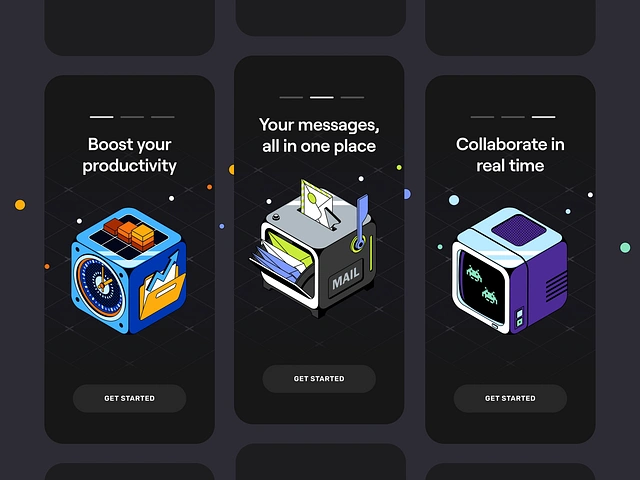 Boost your
productivity
GET STARTED
Your messages,
all in one place
MAIL
GET STARTED
Collaborate in
real time
GET STARTED